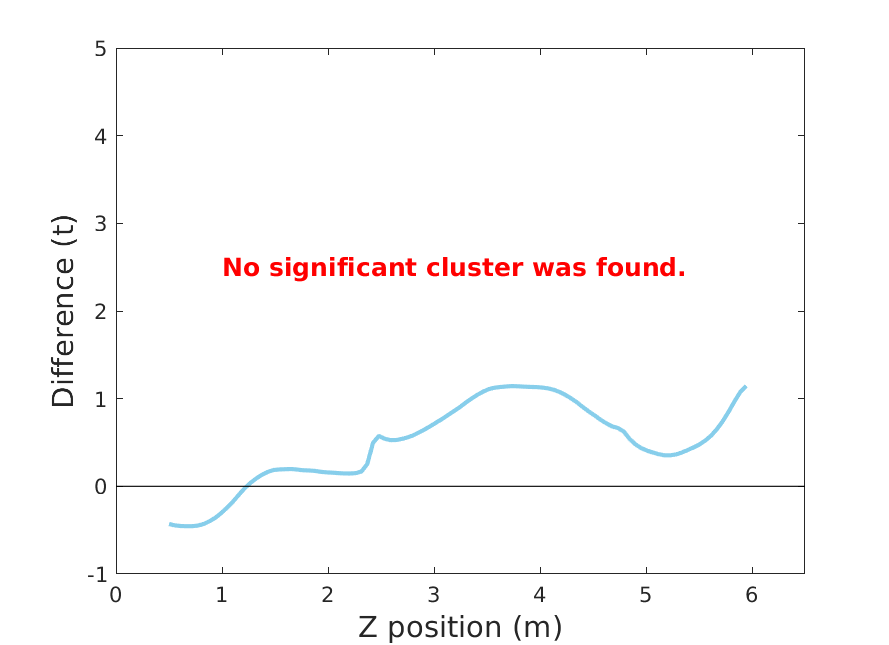 5
4
3
2
1
0
-1
Difference (t)
No significant cluster was found.
0 1 2 3 4 5 6
Z position (m)